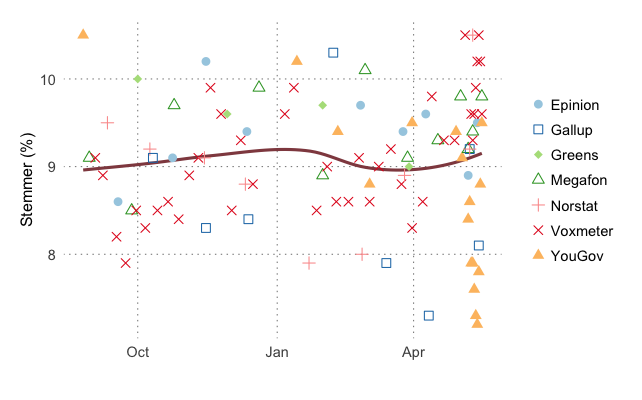 Stemmer (%)
10
9
8
Oct
Jan
Apr
Epinion
Gallup
Greens
Megafon
Norstat
Voxmeter
YouGov